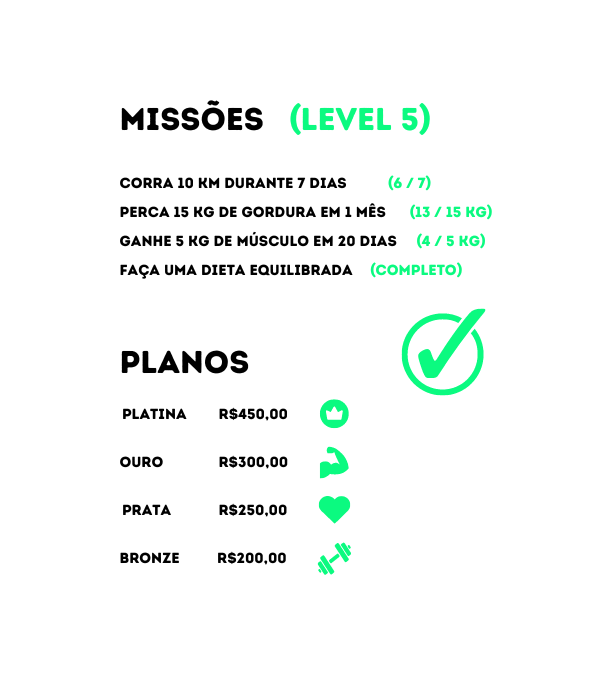 MISSÕES (LEVEL 5)
CORRA 10 KM DURANTE 7 DIAS (6 / 7)
PERCA 15 KG DE GORDURA EM 1 MÊS (13 / 15 KG)
GANHE 5 KG DE MÚSCULO EM 20 DIAS (4 / 5 KG)
FAÇA UMA DIETA EQUILIBRADA (COMPLETO)
PLANOS
PLATINA R$450,00
OURO R$300,00
PRATA R$250,00
BRONZE R$200,00